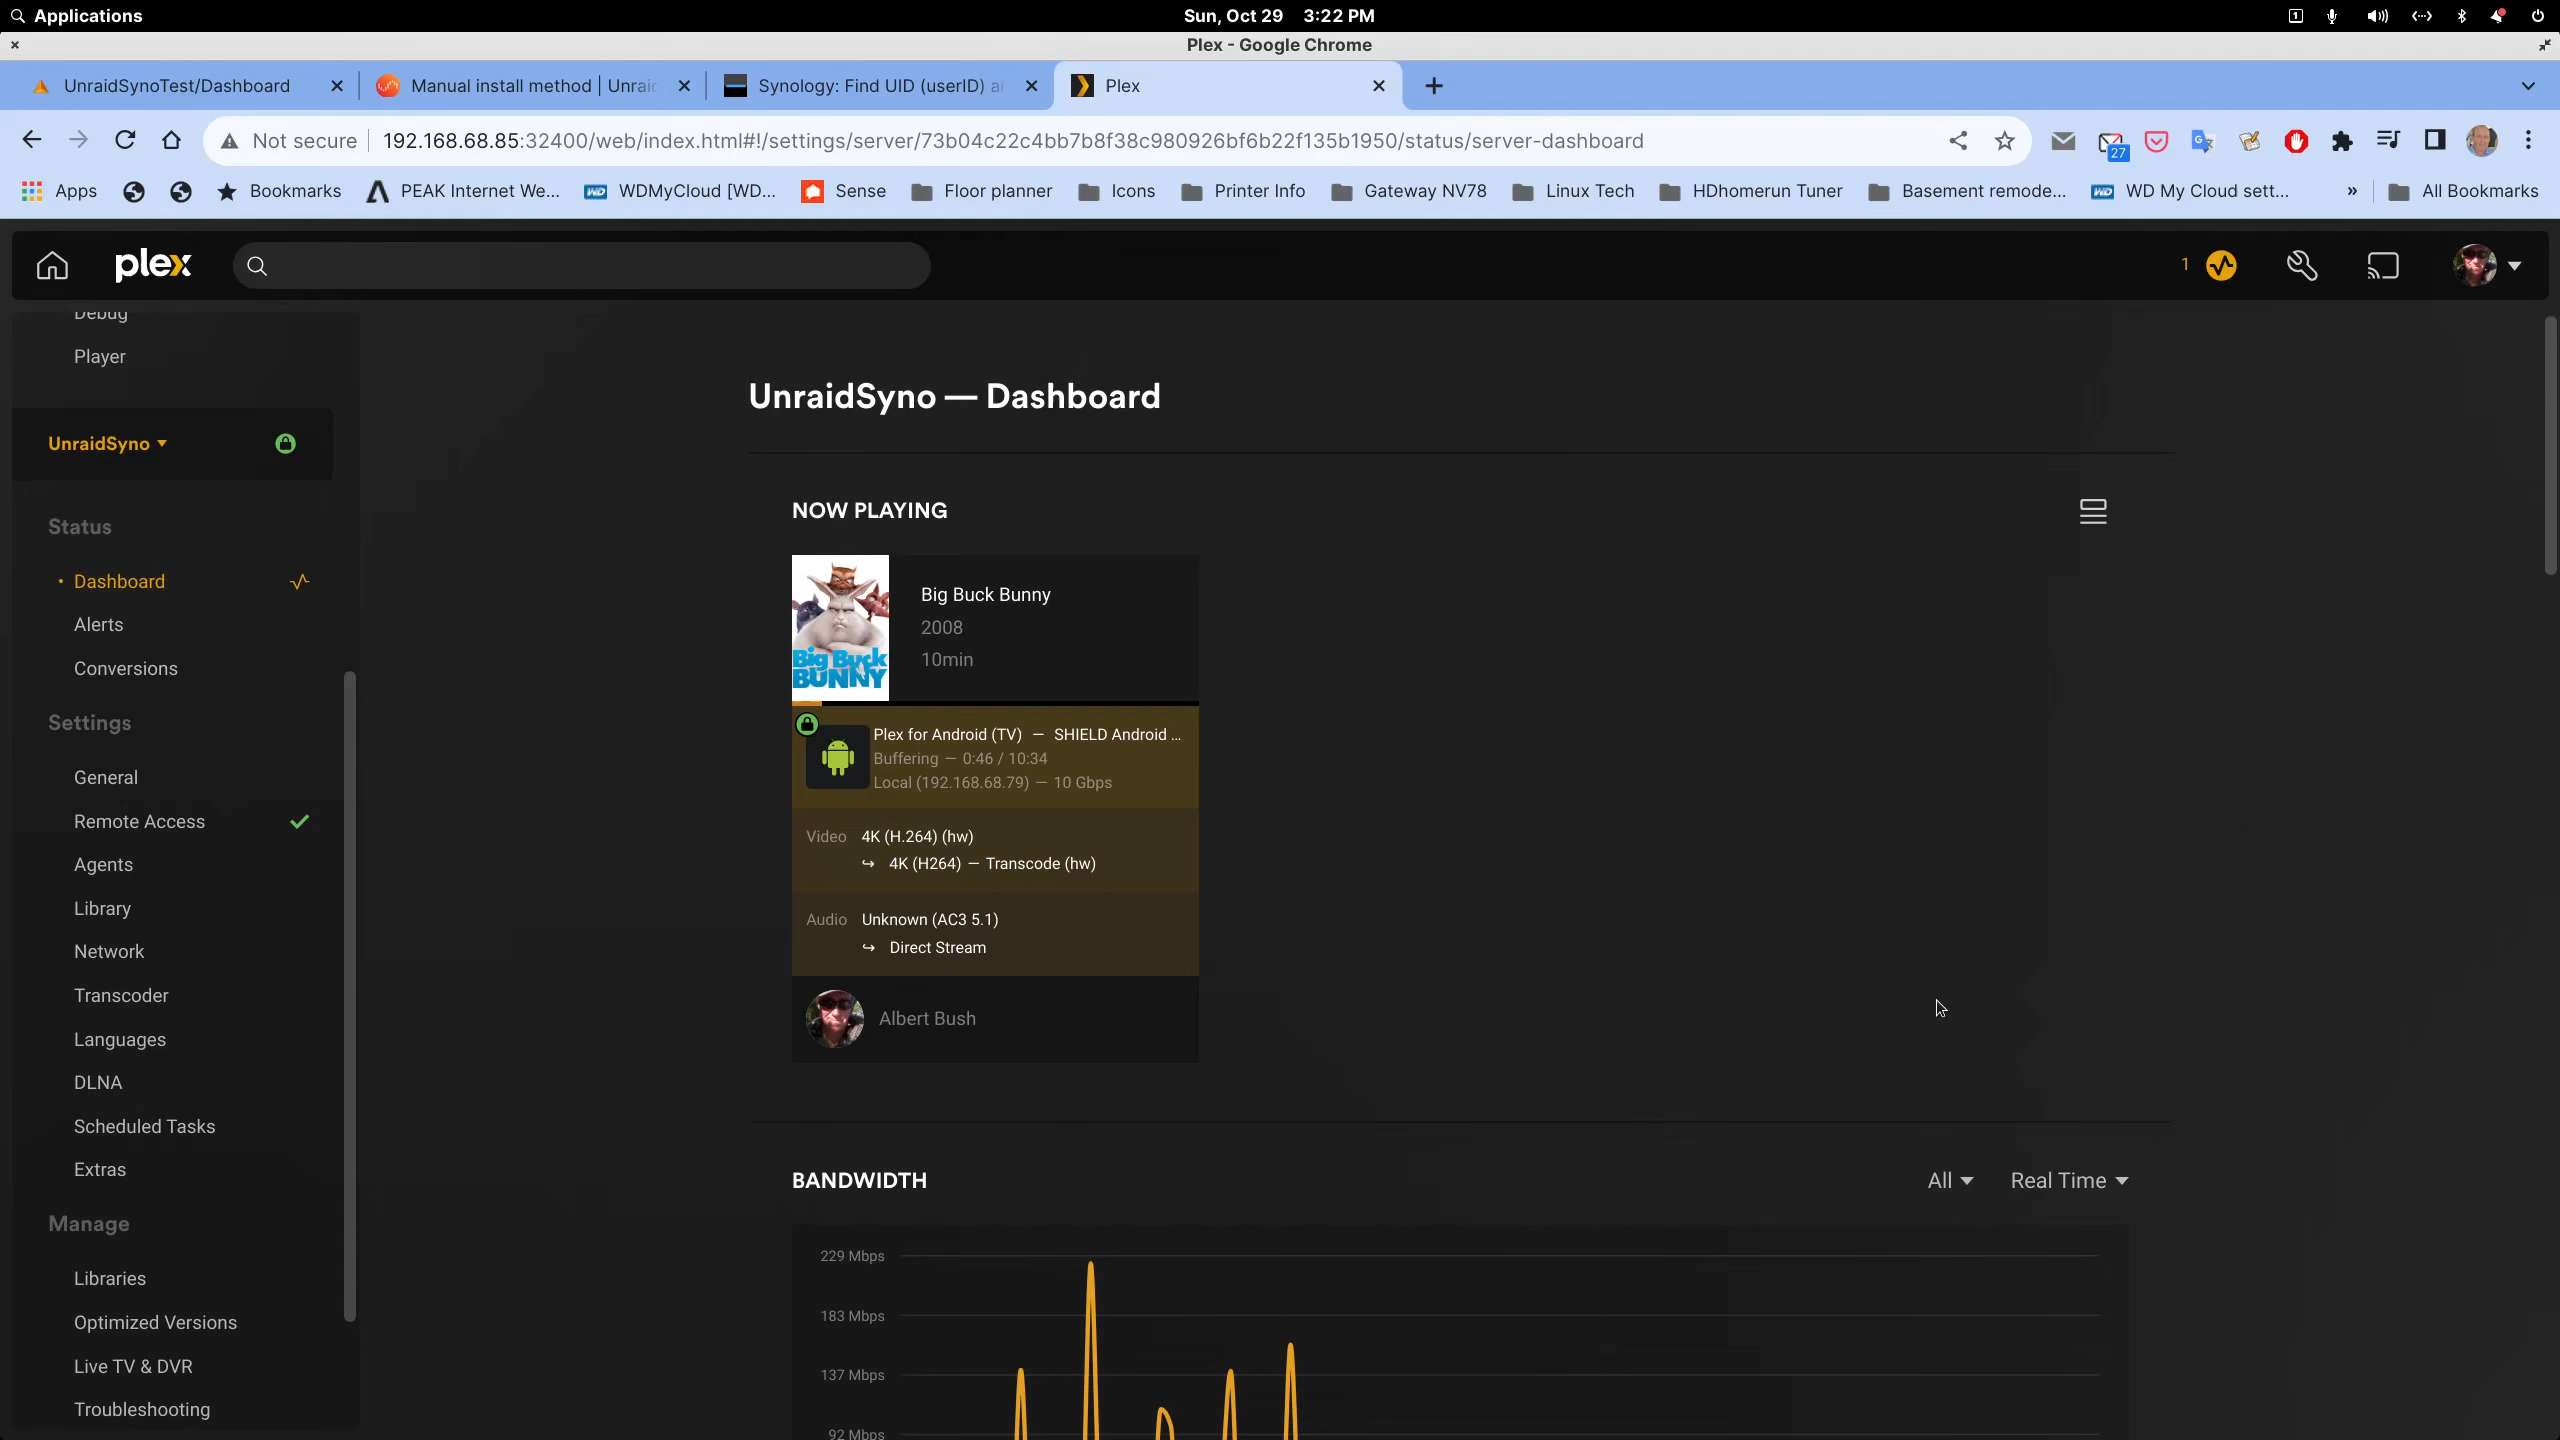 Applications
Sun, Oct 29 3:22 PM
Plex - Google Chrome
UnraidSynoTest/Dashboard
Manual install method | Unraid
Synology: Find UID (userID) a
Plex
Not secure
192.168.68.85:32400/web/index.html#!/settings/server/73b04c22c4bb7b8f38c980926bf6b22f135b1950/status/server-dashboard
27
Apps
Bookmarks
PEAK Internet We...
WD
WDMyCloud [WD...
Sense
Floor planner
Icons
Printer Info
Gateway NV78
Linux Tech
HDhomerun Tuner
Basement remode...
WD
WD My Cloud sett...
»
All Bookmarks
plex
1
Debug
Player
UnraidSyno
Status
Dashboard
Alerts
Conversions
Settings
General
Remote Access
Agents
Library
Network
Transcoder
Languages
DLNA
Scheduled Tasks
Extras
Manage
Libraries
Optimized Versions
Live TV & DVR
Troubleshooting
UnraidSyno — Dashboard
NOW PLAYING
Big Buck
BUNNY
Big Buck Bunny
2008
10min
Plex for Android (TV) — SHIELD Android ...
Buffering — 0:46 / 10:34
Local (192.168.68.79) — 10 Gbps
Video 4K (H.264) (hw)
↪ 4K (H264) — Transcode (hw)
Audio Unknown (AC3 5.1)
↪ Direct Stream
Albert Bush
BANDWIDTH
All
Real Time
229 Mbps
183 Mbps
137 Mbps
92 Mbps